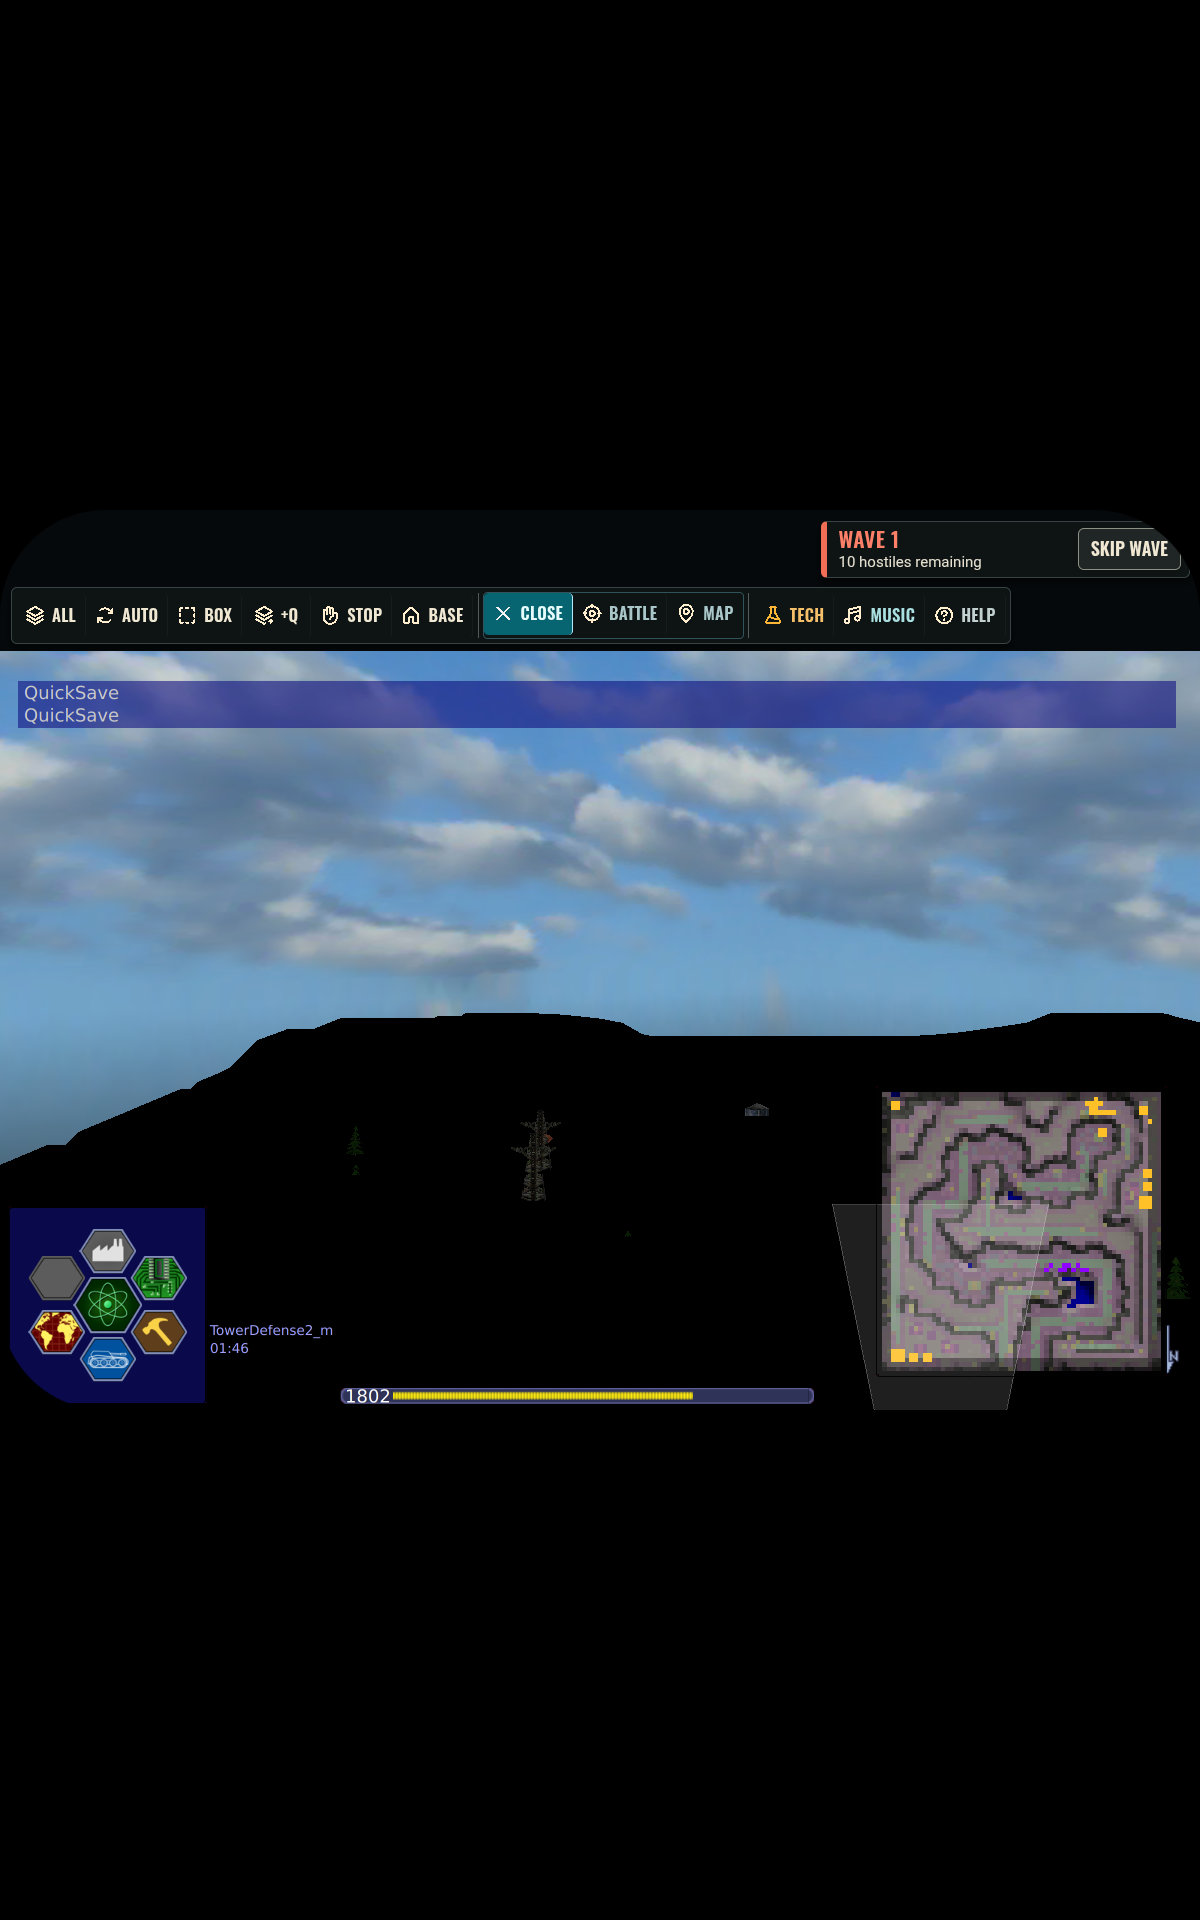 WAVE 1
10 hostiles remaining
SKIP WAVE
ALL AUTO BOX +Q STOP BASE CLOSE BATTLE MAP TECH MUSIC HELP
QuickSave
QuickSave
TowerDefense2_m
01:46
1802
N